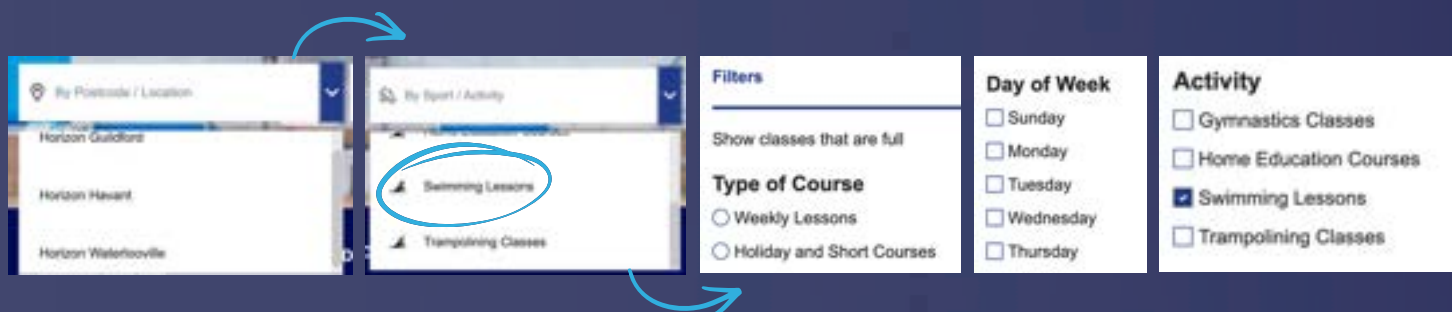 By Postcode / Location
Horizon Guildford
Horizon Havant
Horizon Waterlooville
By Sport / Activity
Swimming Lessons
Trampolining Classes
Filters
Show classes that are full
Type of Course
Weekly Lessons
Holiday and Short Courses
Day of Week
Sunday
Monday
Tuesday
Wednesday
Thursday
Activity
Gymnastics Classes
Home Education Courses
Swimming Lessons
Trampolining Classes